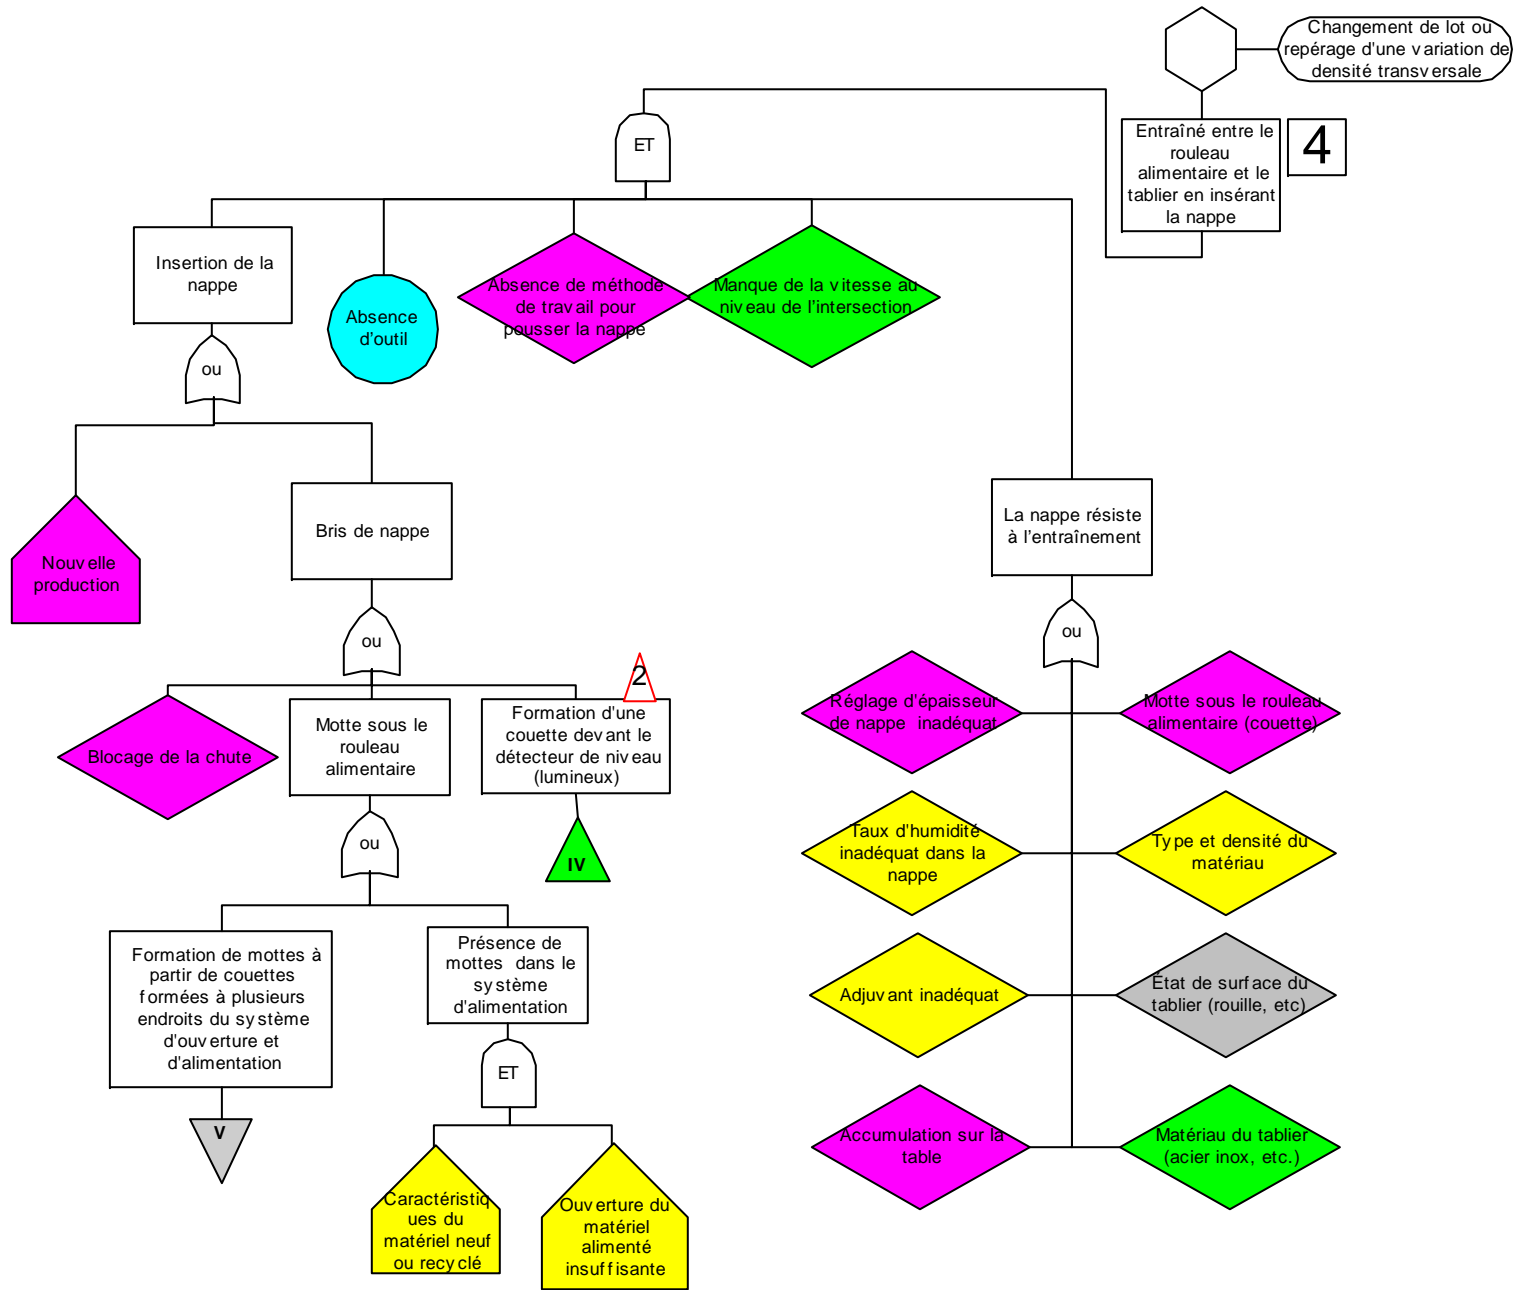 Changement de lot ou
repérage d'une variation de
densité transversale
Entraîné entre le
rouleau
alimentaire et le
tablier en insérant
la nappe
4
ET
Insertion de la
nappe
Absence
d'outil
Absence de méthode
de travail pour
pousser la nappe
Manque de la vitesse au
niveau de l'intersection
ou
Nouvelle
production
Bris de nappe
La nappe résiste
à l'entraînement
ou
ou
Blocage de la chute
Motte sous le
rouleau
alimentaire
2
Formation d'une
couette devant le
détecteur de niveau
(lumineux)
IV
ou
Formation de mottes à
partir de couettes
formées à plusieurs
endroits du système
d'ouverture et
d'alimentation
V
Présence de
mottes dans le
système
d'alimentation
ET
Caractéristiq
ues du
matériel neuf
ou recyclé
Ouverture du
matériel
alimenté
insuffisante
Réglage d'épaisseur
de nappe inadéquat
Motte sous le rouleau
alimentaire (couette)
Taux d'humidité
inadéquat dans la
nappe
Type et densité du
matériau
Adjuvant inadéquat
État de surface du
tablier (rouille, etc)
Accumulation sur la
table
Matériau du tablier
(acier inox, etc.)